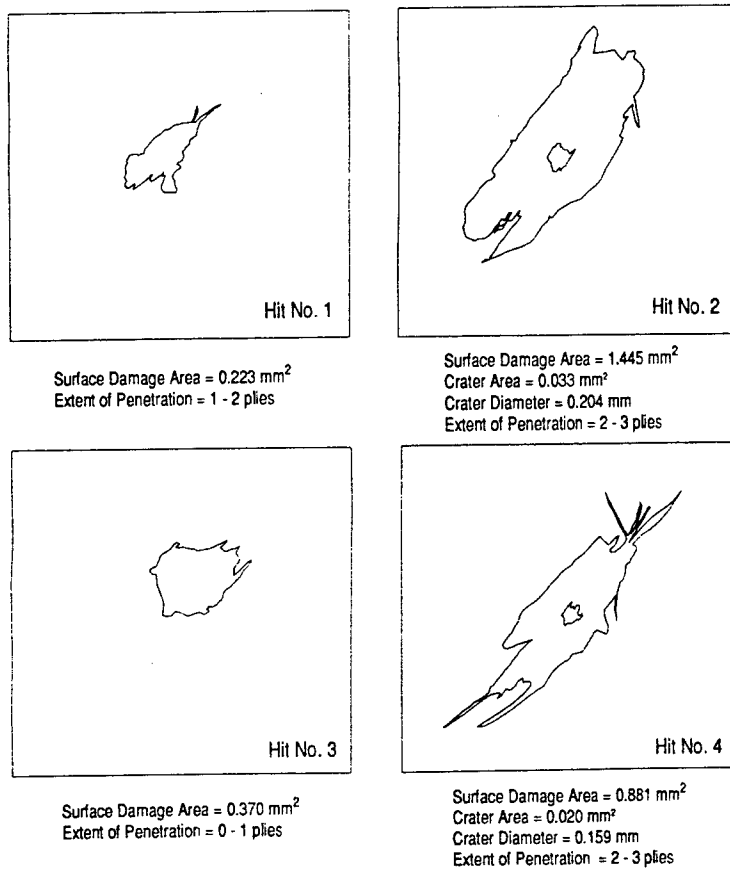 Hit No. 1
Surface Damage Area = 0.223 mm²
Extent of Penetration = 1 - 2 plies
Hit No. 2
Surface Damage Area = 1.445 mm²
Crater Area = 0.033 mm²
Crater Diameter = 0.204 mm
Extent of Penetration = 2 - 3 plies
Hit No. 3
Surface Damage Area = 0.370 mm²
Extent of Penetration = 0 - 1 plies
Hit No. 4
Surface Damage Area = 0.881 mm²
Crater Area = 0.020 mm²
Crater Diameter = 0.159 mm
Extent of Penetration = 2 - 3 plies